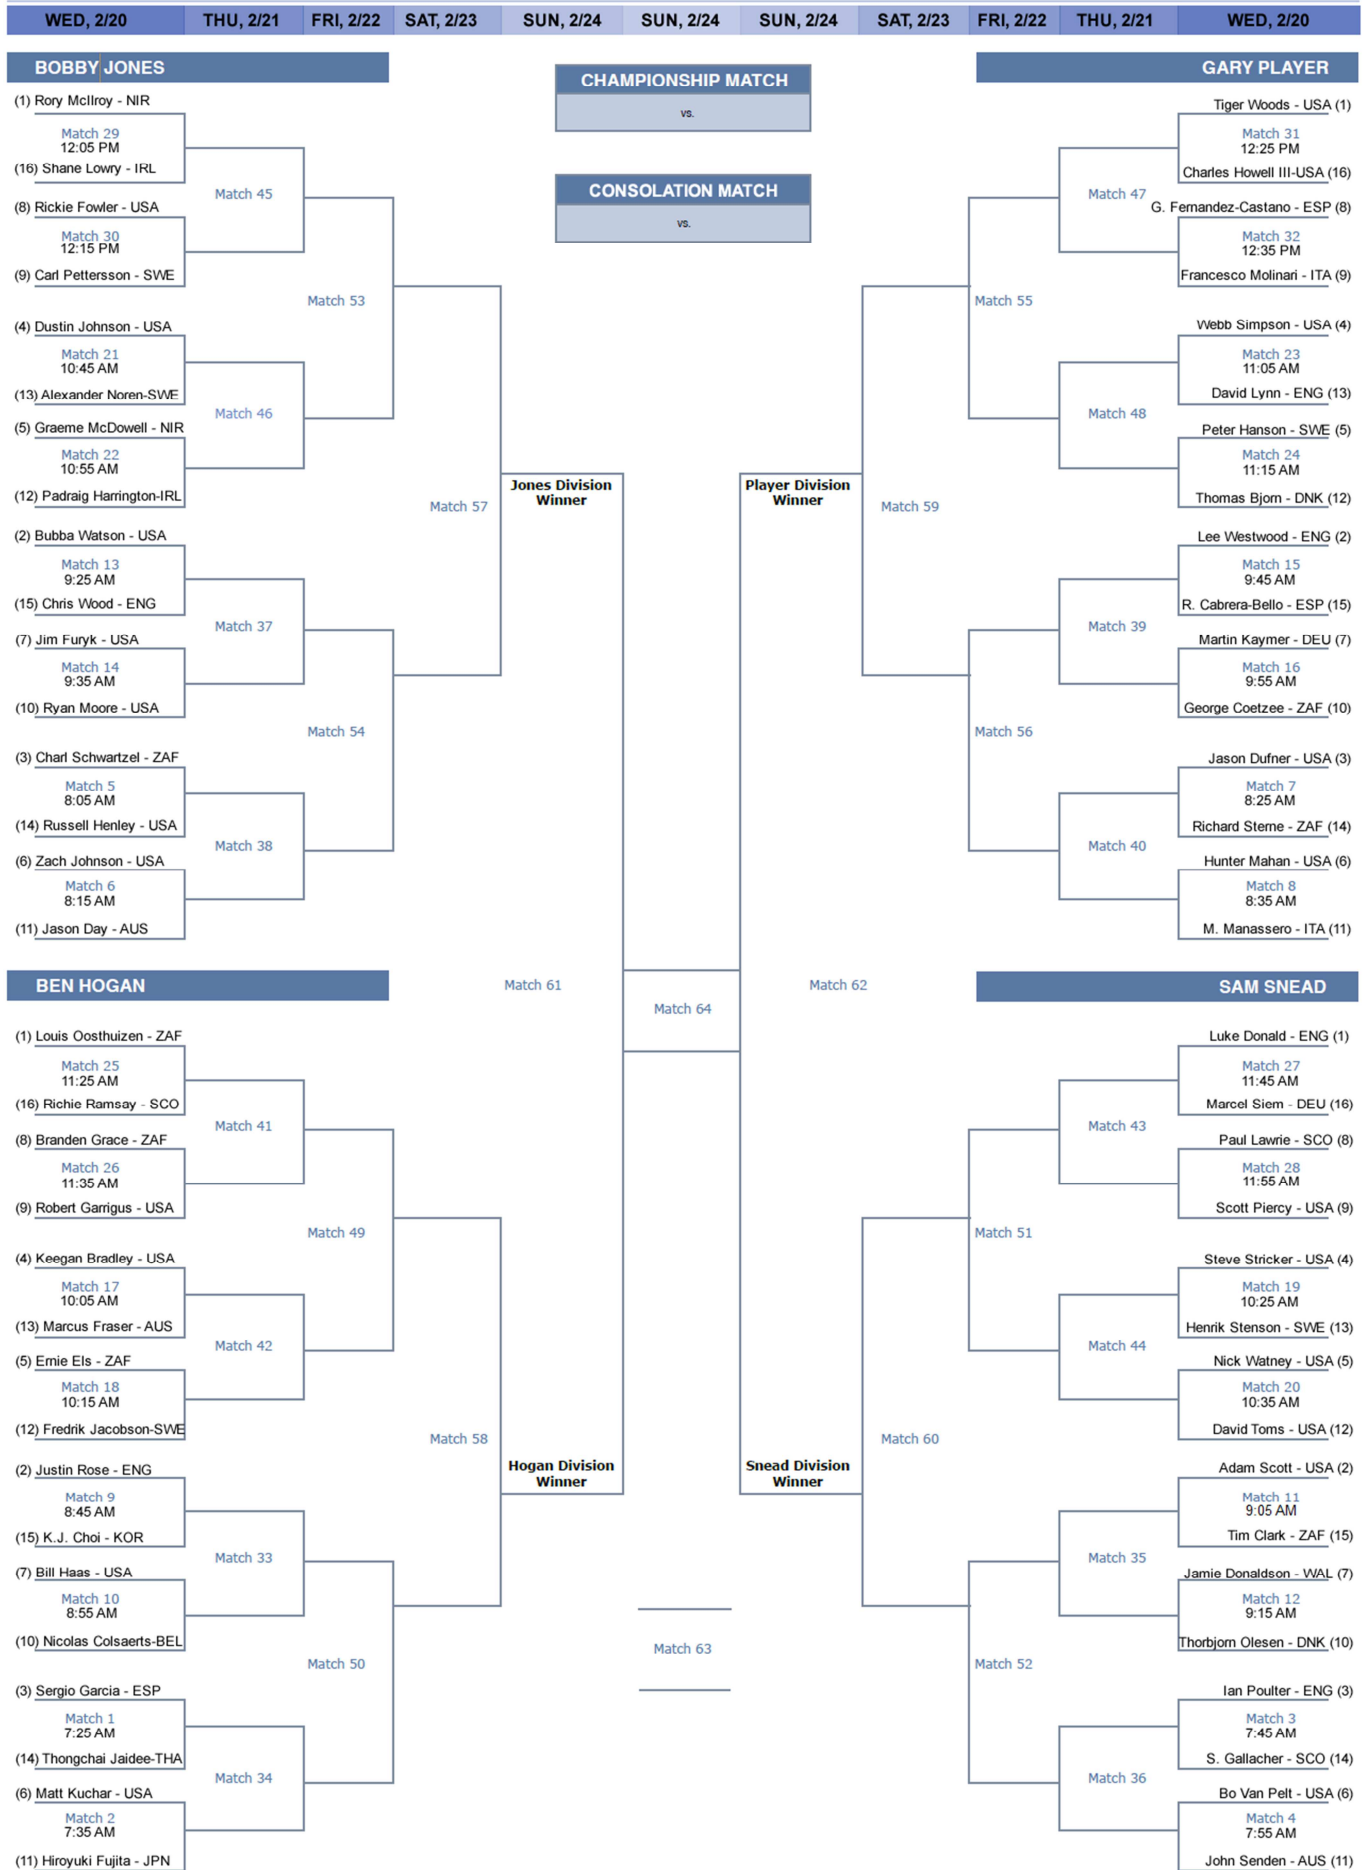 WED, 2/20 THU, 2/21 FRI, 2/22 SAT, 2/23 SUN, 2/24 SUN, 2/24 SUN, 2/24 SAT, 2/23 FRI, 2/22 THU, 2/21 WED, 2/20
BOBBY JONES
(1) Rory McIlroy - NIR
Match 29
12:05 PM
(16) Shane Lowry - IRL
Match 45
(8) Rickie Fowler - USA
Match 30
12:15 PM
(9) Carl Pettersson - SWE
Match 53
(4) Dustin Johnson - USA
Match 21
10:45 AM
(13) Alexander Noren-SWE
Match 46
(5) Graeme McDowell - NIR
Match 22
10:55 AM
(12) Padraig Harrington-IRL
Match 57
(2) Bubba Watson - USA
Match 13
9:25 AM
(15) Chris Wood - ENG
Match 37
(7) Jim Furyk - USA
Match 14
9:35 AM
(10) Ryan Moore - USA
Match 54
(3) Charl Schwartzel - ZAF
Match 5
8:05 AM
(14) Russell Henley - USA
Match 38
(6) Zach Johnson - USA
Match 6
8:15 AM
(11) Jason Day - AUS
CHAMPIONSHIP MATCH
vs.
CONSOLATION MATCH
vs.
Jones Division
Winner
Player Division
Winner
GARY PLAYER
Tiger Woods - USA (1)
Match 31
12:25 PM
Charles Howell III-USA (16)
Match 47
G. Fernandez-Castano - ESP (8)
Match 32
12:35 PM
Francesco Molinari - ITA (9)
Match 55
Webb Simpson - USA (4)
Match 23
11:05 AM
David Lynn - ENG (13)
Match 48
Peter Hanson - SWE (5)
Match 24
11:15 AM
Thomas Bjorn - DNK (12)
Match 59
Lee Westwood - ENG (2)
Match 15
9:45 AM
R. Cabrera-Bello - ESP (15)
Match 39
Martin Kaymer - DEU (7)
Match 16
9:55 AM
George Coetzee - ZAF (10)
Match 56
Jason Dufner - USA (3)
Match 7
8:25 AM
Richard Sterne - ZAF (14)
Match 40
Hunter Mahan - USA (6)
Match 8
8:35 AM
M. Manassero - ITA (11)
BEN HOGAN
Match 61
Match 64
Match 62
SAM SNEAD
(1) Louis Oosthuizen - ZAF
Match 25
11:25 AM
(16) Richie Ramsay - SCO
Match 41
(8) Branden Grace - ZAF
Match 26
11:35 AM
(9) Robert Garrigus - USA
Match 49
(4) Keegan Bradley - USA
Match 17
10:05 AM
(13) Marcus Fraser - AUS
Match 42
(5) Ernie Els - ZAF
Match 18
10:15 AM
(12) Fredrik Jacobson-SWE
Match 58
(2) Justin Rose - ENG
Match 9
8:45 AM
(15) K.J. Choi - KOR
Match 33
(7) Bill Haas - USA
Match 10
8:55 AM
(10) Nicolas Colsaerts-BEL
Match 50
(3) Sergio Garcia - ESP
Match 1
7:25 AM
(14) Thongchai Jaidee-THA
Match 34
(6) Matt Kuchar - USA
Match 2
7:35 AM
(11) Hiroyuki Fujita - JPN
Hogan Division
Winner
Snead Division
Winner
Match 63
Luke Donald - ENG (1)
Match 27
11:45 AM
Marcel Siem - DEU (16)
Match 43
Paul Lawrie - SCO (8)
Match 28
11:55 AM
Scott Piercy - USA (9)
Match 51
Steve Stricker - USA (4)
Match 19
10:25 AM
Henrik Stenson - SWE (13)
Match 44
Nick Watney - USA (5)
Match 20
10:35 AM
David Toms - USA (12)
Match 60
Adam Scott - USA (2)
Match 11
9:05 AM
Tim Clark - ZAF (15)
Match 35
Jamie Donaldson - WAL (7)
Match 12
9:15 AM
Thorbjorn Olesen - DNK (10)
Match 52
Ian Poulter - ENG (3)
Match 3
7:45 AM
S. Gallacher - SCO (14)
Match 36
Bo Van Pelt - USA (6)
Match 4
7:55 AM
John Senden - AUS (11)